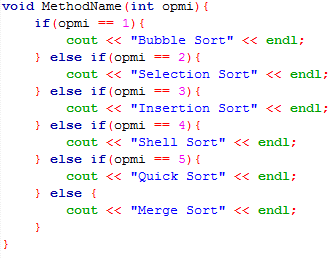 void MethodName(int opmi){
    if(opmi == 1){
        cout << "Bubble Sort" << endl;
    } else if(opmi == 2){
        cout << "Selection Sort" << endl;
    } else if(opmi == 3){
        cout << "Insertion Sort" << endl;
    } else if(opmi == 4){
        cout << "Shell Sort" << endl;
    } else if(opmi == 5){
        cout << "Quick Sort" << endl;
    } else {
        cout << "Merge Sort" << endl;
    }
}